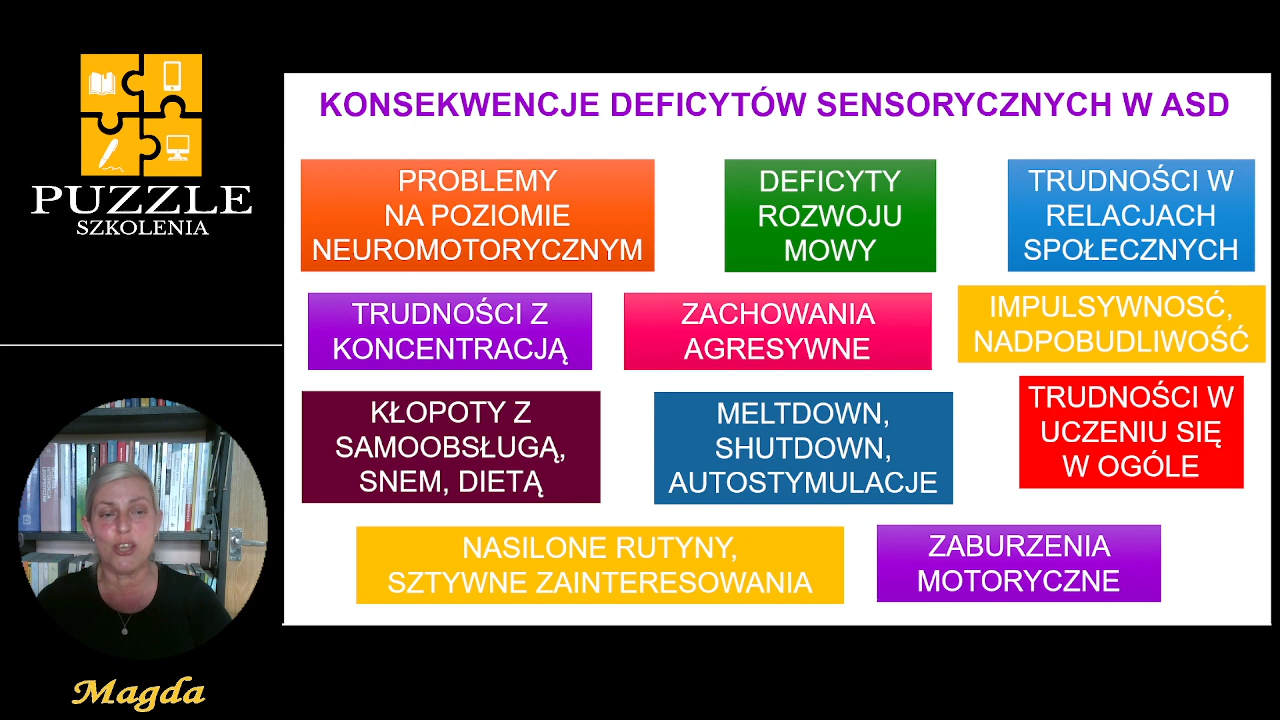 PUZZLE
SZKOLENIA
KONSEKWENCJE DEFICYTÓW SENSORYCZNYCH W ASD
PROBLEMY
NA POZIOMIE
NEUROMOTORYCZNYM
DEFICYTY
ROZWOJU
MOWY
TRUDNOŚCI W
RELACJACH
SPOŁECZNYCH
TRUDNOŚCI Z
KONCENTRACJĄ
ZACHOWANIA
AGRESYWNE
IMPULSYWNOSĆ,
NADPOBUDLIWOŚĆ
KŁOPOTY Z
SAMOOBSŁUGĄ,
SNEM, DIETĄ
MELTDOWN,
SHUTDOWN,
AUTOSTYMULACJE
TRUDNOŚCI W
UCZENIU SIĘ
W OGÓLE
NASILONE RUTYNY,
SZTYWNE ZAINTERESOWANIA
ZABURZENIA
MOTORYCZNE
Magda